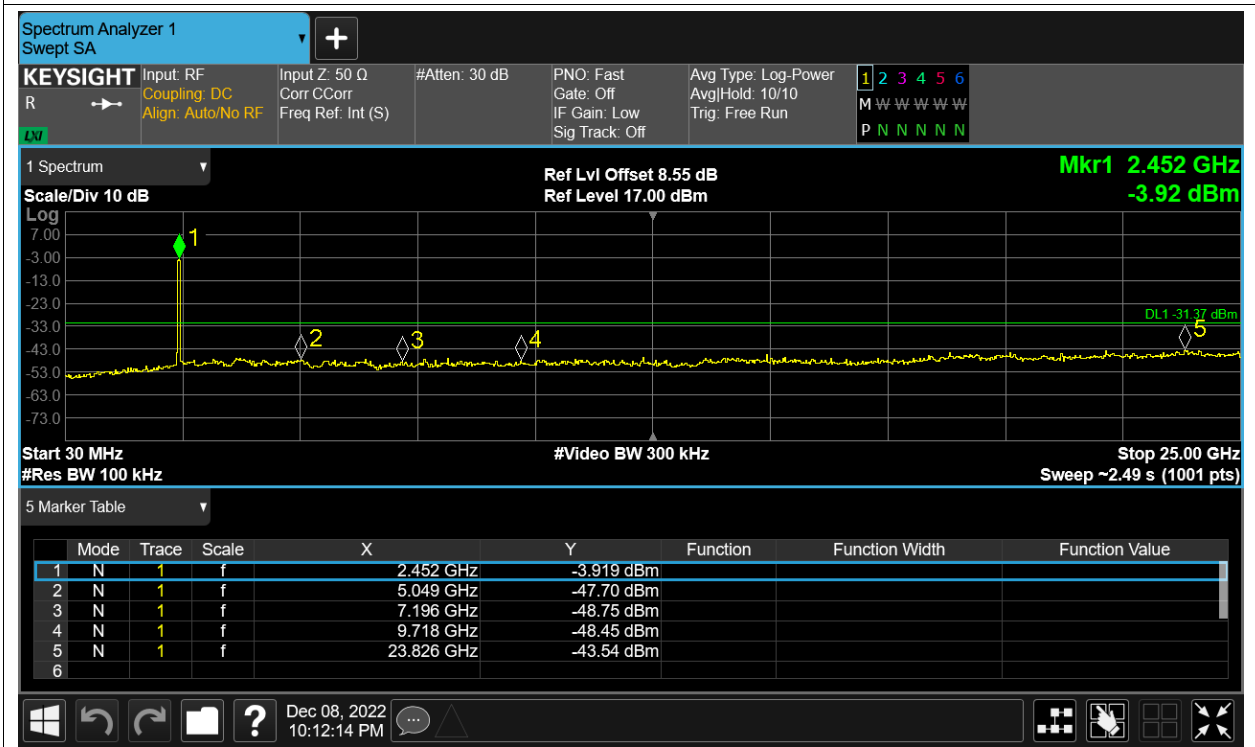 Spectrum Analyzer 1
Swept SA
+
KEYSIGHT
R
LXI
Input: RF
Coupling: DC
Align: Auto/No RF
Input Z: 50 Ω
Corr CCorr
Freq Ref: Int (S)
#Atten: 30 dB
PNO: Fast
Gate: Off
IF Gain: Low
Sig Track: Off
Avg Type: Log-Power
Avg|Hold: 10/10
Trig: Free Run
1 2 3 4 5 6
M W W W W W
P N N N N N
1 Spectrum
Scale/Div 10 dB
Ref Lvl Offset 8.55 dB
Ref Level 17.00 dBm
Mkr1 2.452 GHz
-3.92 dBm
Log
7.00
-3.00
-13.0
-23.0
-33.0
-43.0
-53.0
-63.0
-73.0
1
2
3
4
5
DL1 -31.37 dBm
Start 30 MHz
#Video BW 300 kHz
Stop 25.00 GHz
#Res BW 100 kHz
Sweep ~2.49 s (1001 pts)
5 Marker Table
Mode Trace Scale X Y Function Function Width Function Value
1 N 1 f 2.452 GHz -3.919 dBm
2 N 1 f 5.049 GHz -47.70 dBm
3 N 1 f 7.196 GHz -48.75 dBm
4 N 1 f 9.718 GHz -48.45 dBm
5 N 1 f 23.826 GHz -43.54 dBm
6
?
Dec 08, 2022
10:12:14 PM